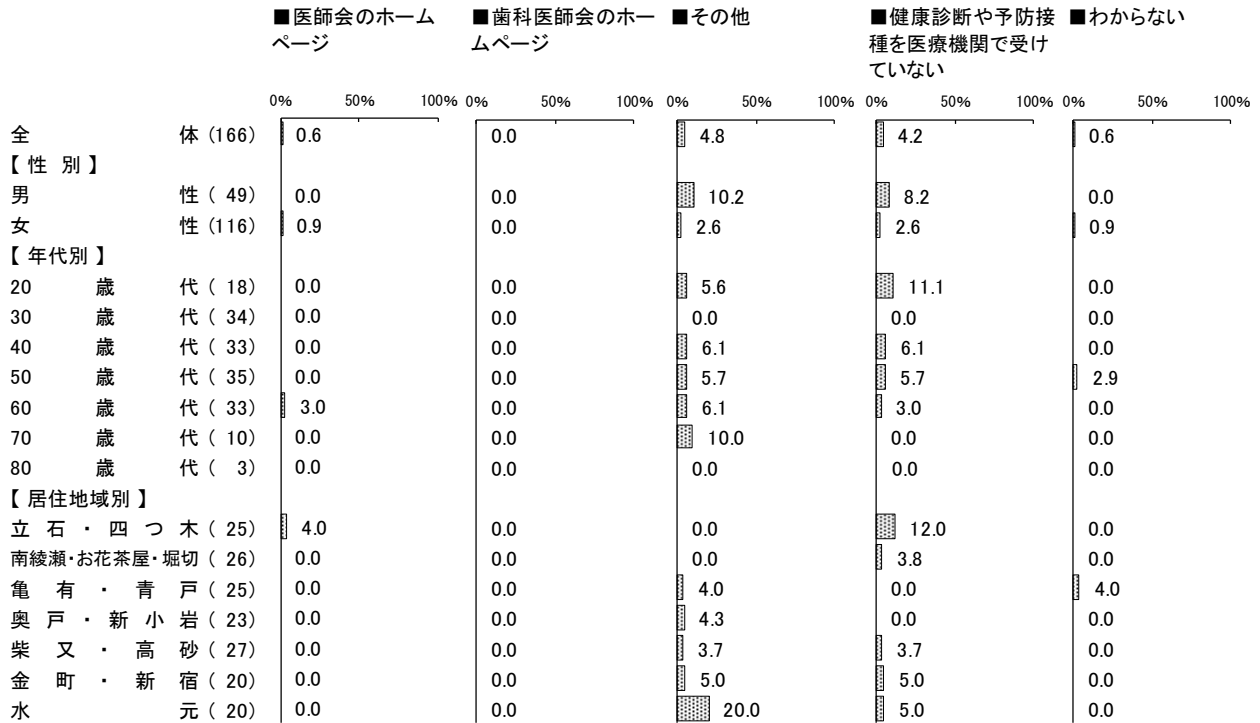 ■医師会のホーム ■歯科医師会のホー ■その他 ■健康診断や予防接 ■わからない
ページ ムページ 種を医療機関で受け
ていない
0% 50% 100% 0% 50% 100% 0% 50% 100% 0% 50% 100% 0% 50% 100%
全 体 (166) 0.6 0.0 4.8 4.2 0.6
【 性 別 】
男 性 ( 49) 0.0 0.0 10.2 8.2 0.0
女 性 (116) 0.9 0.0 2.6 2.6 0.9
【 年代別 】
20 歳 代 ( 18) 0.0 0.0 5.6 11.1 0.0
30 歳 代 ( 34) 0.0 0.0 0.0 0.0 0.0
40 歳 代 ( 33) 0.0 0.0 6.1 6.1 0.0
50 歳 代 ( 35) 0.0 0.0 5.7 5.7 2.9
60 歳 代 ( 33) 3.0 0.0 6.1 3.0 0.0
70 歳 代 ( 10) 0.0 0.0 10.0 0.0 0.0
80 歳 代 ( 3) 0.0 0.0 0.0 0.0 0.0
【 居住地域別 】
立 石 ・ 四 つ 木 ( 25) 4.0 0.0 0.0 12.0 0.0
南綾瀬・お花茶屋・堀切 ( 26) 0.0 0.0 0.0 3.8 0.0
亀 有 ・ 青 戸 ( 25) 0.0 0.0 4.0 0.0 4.0
奥 戸 ・ 新 小 岩 ( 23) 0.0 0.0 4.3 0.0 0.0
柴 又 ・ 高 砂 ( 27) 0.0 0.0 3.7 3.7 0.0
金 町 ・ 新 宿 ( 20) 0.0 0.0 5.0 5.0 0.0
水 元 ( 20) 0.0 0.0 20.0 5.0 0.0